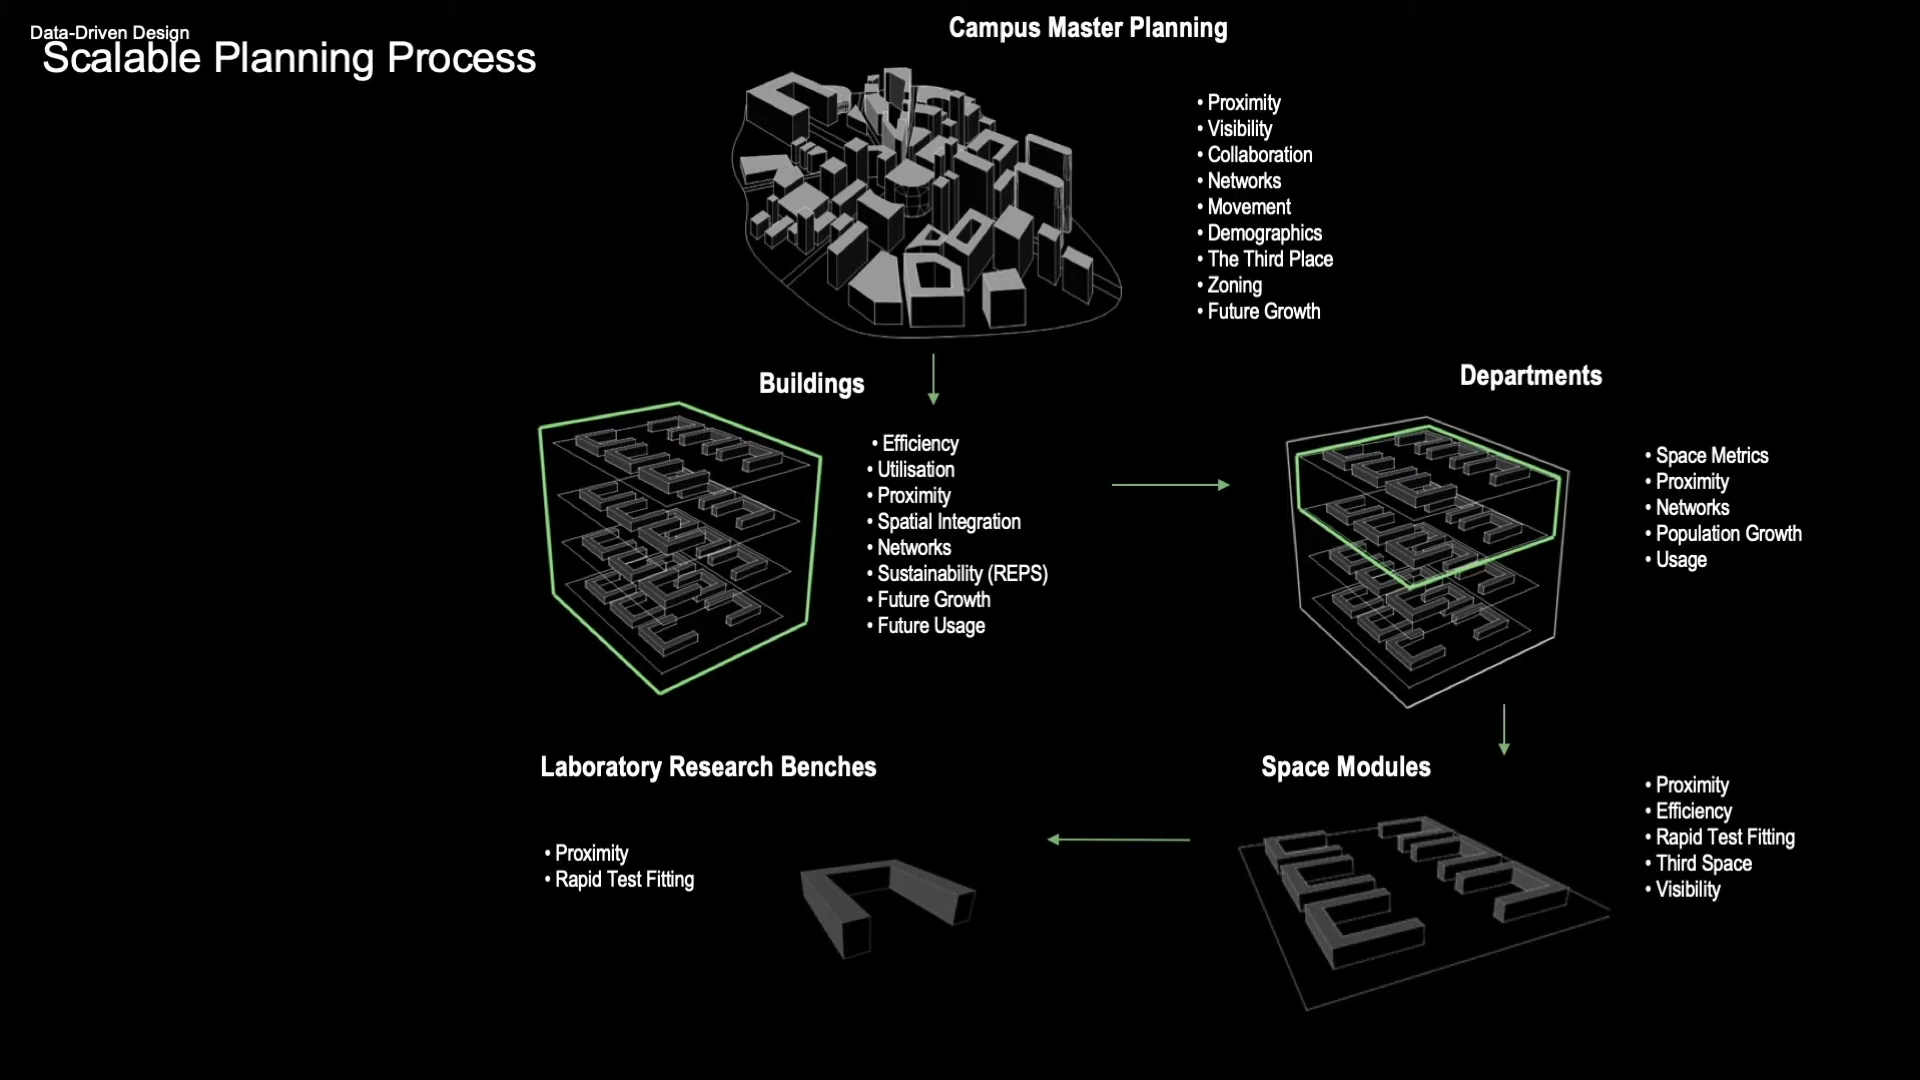 Data-Driven Design
Scalable Planning Process
Campus Master Planning
• Proximity
• Visibility
• Collaboration
• Networks
• Movement
• Demographics
• The Third Place
• Zoning
• Future Growth
Buildings
• Efficiency
• Utilisation
• Proximity
• Spatial Integration
• Networks
• Sustainability (REPS)
• Future Growth
• Future Usage
Departments
• Space Metrics
• Proximity
• Networks
• Population Growth
• Usage
Laboratory Research Benches
• Proximity
• Rapid Test Fitting
Space Modules
• Proximity
• Efficiency
• Rapid Test Fitting
• Third Space
• Visibility